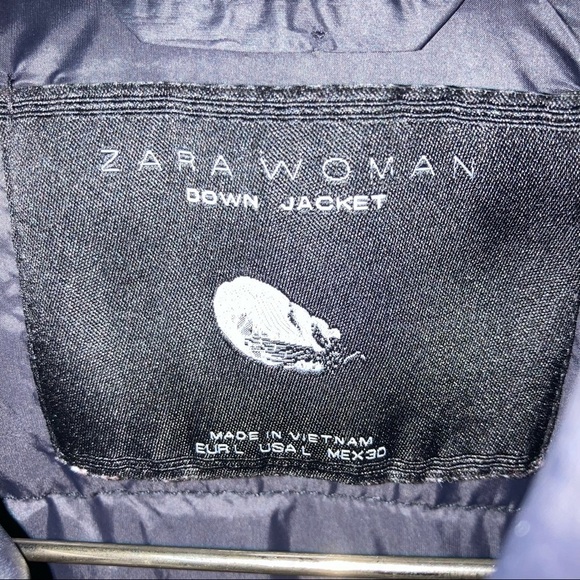 ZARA WOMAN
DOWN JACKET
MADE IN VIETNAM
EUR L USA L MEX 30